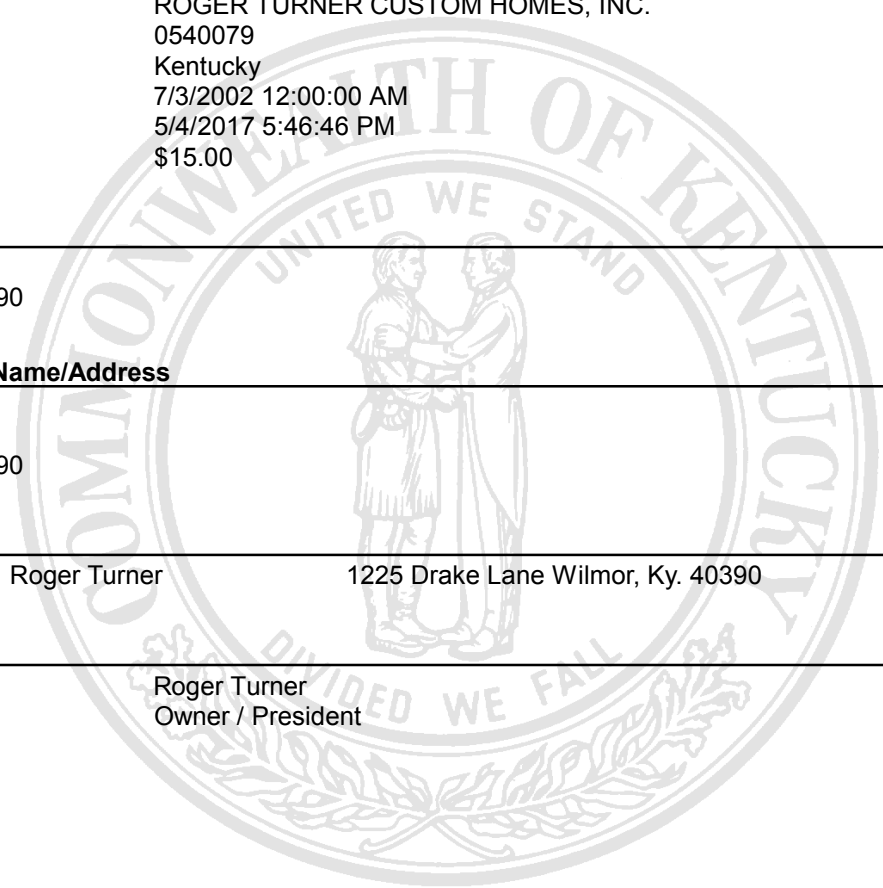 ROGER TURNER CUSTOM HOMES, INC.
0540079
Kentucky
7/3/2002 12:00:00 AM
5/4/2017 5:46:46 PM
$15.00
COMMONWEALTH OF KENTUCKY
UNITED WE STAND
90
Name/Address
90
Roger Turner 1225 Drake Lane Wilmor, Ky. 40390
DIVIDED WE FALL
Roger Turner
Owner / President